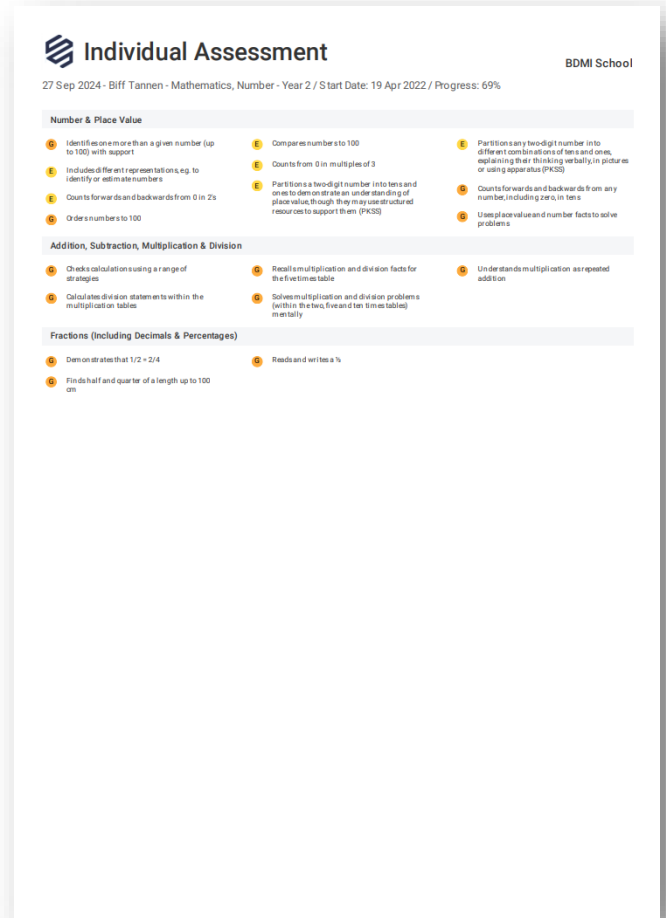 Individual Assessment
BDMI School
27 Sep 2024 - Biff Tannen - Mathematics, Number - Year 2 / Start Date: 19 Apr 2022 / Progress: 69%
Number & Place Value
G Identifies one more than a given number (up
to 100) with support
E Includes different representations, e.g. to
identify or estimate numbers
E Counts forwards and backwards from 0 in 2's
G Orders numbers to 100
E Compares numbers to 100
E Counts from 0 in multiples of 3
E Partitions a two-digit number into tens and
ones to demonstrate an understanding of
place value, though they may use structured
resources to support them (PKSS)
E Partitions any two-digit number into
different combinations of tens and ones,
explaining their thinking verbally, in pictures
or using apparatus (PKSS)
G Counts forwards and backwards from any
number, including zero, in tens
G Uses place value and number facts to solve
problems
Addition, Subtraction, Multiplication & Division
G Checks calculations using a range of
strategies
G Calculates division statements within the
multiplication tables
G Recalls multiplication and division facts for
the five times table
G Solves multiplication and division problems
(within the two, five and ten times tables)
mentally
G Understands multiplication as repeated
addition
Fractions (Including Decimals & Percentages)
G Demonstrates that 1/2 = 2/4
G Finds half and quarter of a length up to 100
cm
G Reads and writes a